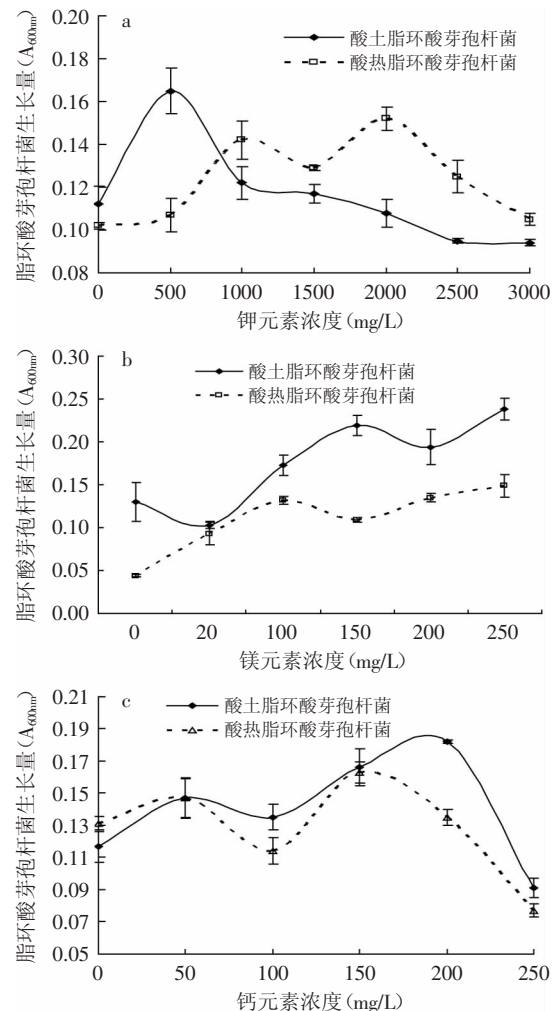 a
酸土脂环酸芽孢杆菌
酸热脂环酸芽孢杆菌
脂环酸芽孢杆菌生长量(A600nm)
0.20
0.18
0.16
0.14
0.12
0.10
0.08
0 500 1000 1500 2000 2500 3000
钾元素浓度(mg/L)
b
酸土脂环酸芽孢杆菌
酸热脂环酸芽孢杆菌
脂环酸芽孢杆菌生长量(A600nm)
0.30
0.25
0.20
0.15
0.10
0.05
0.00
0 20 100 150 200 250
镁元素浓度(mg/L)
c
酸土脂环酸芽孢杆菌
酸热脂环酸芽孢杆菌
脂环酸芽孢杆菌生长量(A600nm)
0.21
0.19
0.17
0.15
0.13
0.11
0.09
0.07
0.05
0 50 100 150 200 250
钙元素浓度(mg/L)